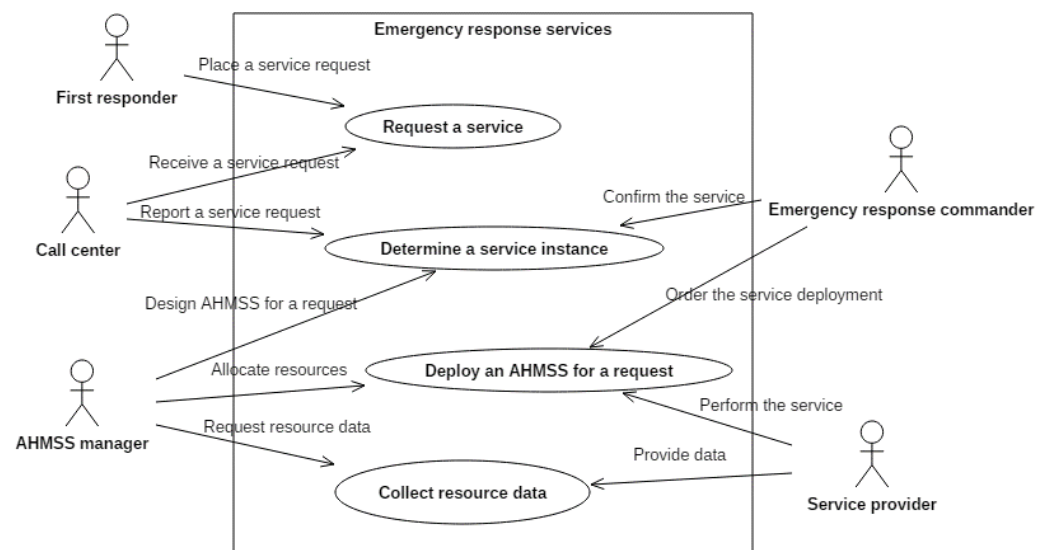 Emergency response services
Place a service request
First responder
Request a service
Receive a service request
Report a service request
Call center
Confirm the service
Emergency response commander
Determine a service instance
Design AHMSS for a request
Order the service deployment
Allocate resources
Deploy an AHMSS for a request
AHMSS manager
Request resource data
Perform the service
Provide data
Collect resource data
Service provider